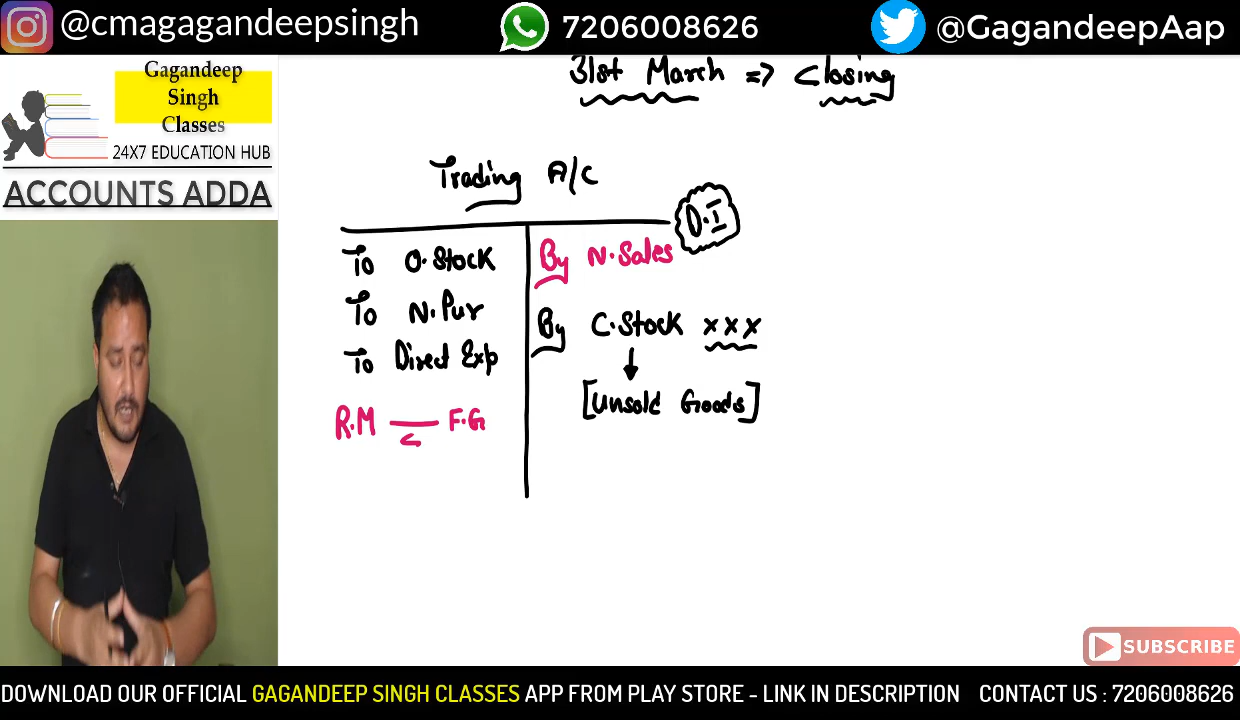 @cmagagandeepsingh 7206008626 @GagandeepAap
Gagandeep
Singh
Classes
24X7 EDUCATION HUB
ACCOUNTS ADDA
31st March => Closing
Trading A/C
D.I
To O.Stock By N.Sales
To N.Pur By C.Stock xxx
To Direct Exp [Unsold Goods]
R.M F.G
SUBSCRIBE
DOWNLOAD OUR OFFICIAL GAGANDEEP SINGH CLASSES APP FROM PLAY STORE - LINK IN DESCRIPTION CONTACT US : 7206008626